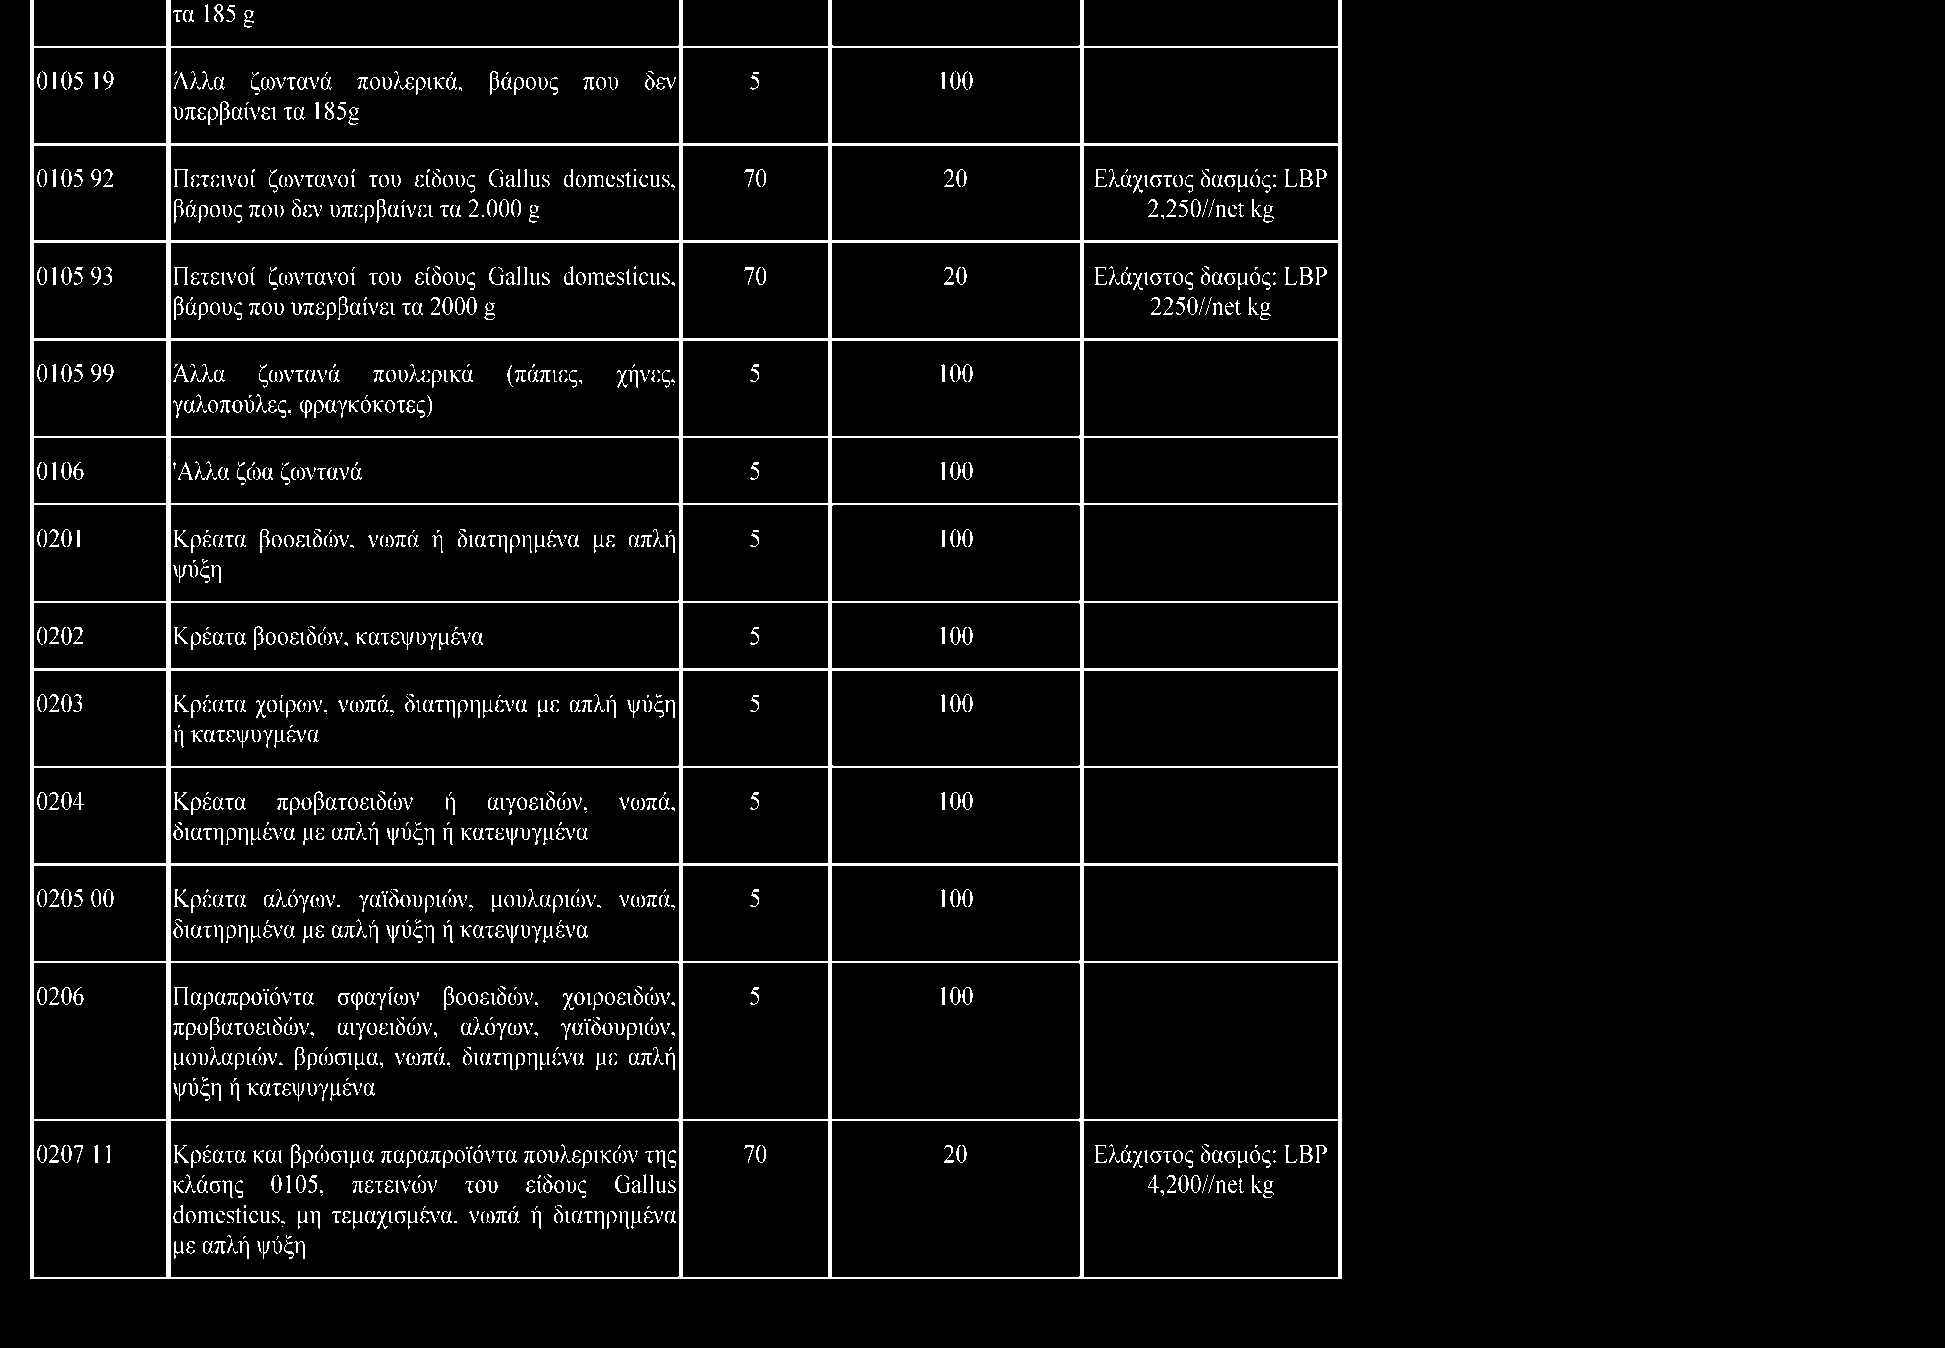 τα 185 g
0105 19 Άλλα ζωντανά πουλερικά, βάρους που δεν 5 100
υπερβαίνει τα 185g
0105 92 Πετεινοί ζωντανοί του είδους Gallus domesticus, 70 20 Ελάχιστος δασμός: LBP
βάρους που δεν υπερβαίνει τα 2.000 g 2,250//net kg
0105 93 Πετεινοί ζωντανοί του είδους Gallus domesticus, 70 20 Ελάχιστος δασμός: LBP
βάρους που υπερβαίνει τα 2000 g 2250//net kg
0105 99 Άλλα ζωντανά πουλερικά (πάπιες, χήνες, 5 100
γαλοπούλες, φραγκόκοτες)
0106 'Αλλα ζώα ζωντανά 5 100
0201 Κρέατα βοοειδών, νωπά ή διατηρημένα με απλή 5 100
ψύξη
0202 Κρέατα βοοειδών, κατεψυγμένα 5 100
0203 Κρέατα χοίρων, νωπά, διατηρημένα με απλή ψύξη 5 100
ή κατεψυγμένα
0204 Κρέατα προβατοειδών ή αιγοειδών, νωπά, 5 100
διατηρημένα με απλή ψύξη ή κατεψυγμένα
0205 00 Κρέατα αλόγων, γαϊδουριών, μουλαριών, νωπά, 5 100
διατηρημένα με απλή ψύξη ή κατεψυγμένα
0206 Παραπροϊόντα σφαγίων βοοειδών, χοιροειδών, 5 100
προβατοειδών, αιγοειδών, αλόγων, γαϊδουριών,
μουλαριών, βρώσιμα, νωπά, διατηρημένα με απλή
ψύξη ή κατεψυγμένα
0207 11 Κρέατα και βρώσιμα παραπροϊόντα πουλερικών της 70 20 Ελάχιστος δασμός: LBP
κλάσης 0105, πετεινών του είδους Gallus 4,200//net kg
domesticus, μη τεμαχισμένα, νωπά ή διατηρημένα
με απλή ψύξη